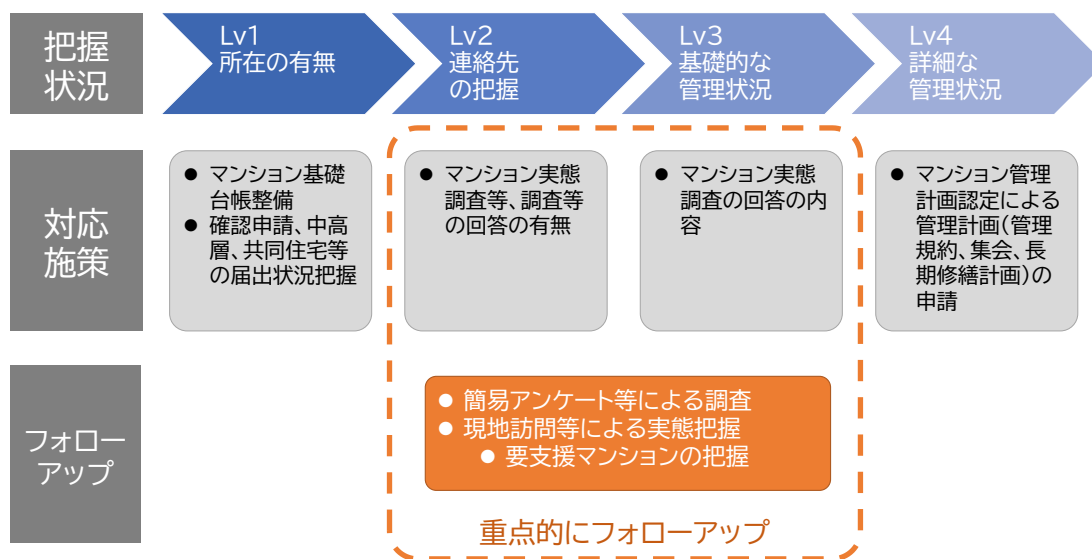 把握
状況
Lv1
所在の有無
Lv2
連絡先
の把握
Lv3
基礎的な
管理状況
Lv4
詳細な
管理状況
対応
施策
● マンション基礎
台帳整備
● 確認申請、中高
層、共同住宅等
の届出状況把握
● マンション実態
調査等、調査等
の回答の有無
● マンション実態
調査の回答の内
容
● マンション管理
計画認定による
管理計画(管理
規約、集会、長
期修繕計画)の
申請
フォロー
アップ
● 簡易アンケート等による調査
● 現地訪問等による実態把握
● 要支援マンションの把握
重点的にフォローアップ